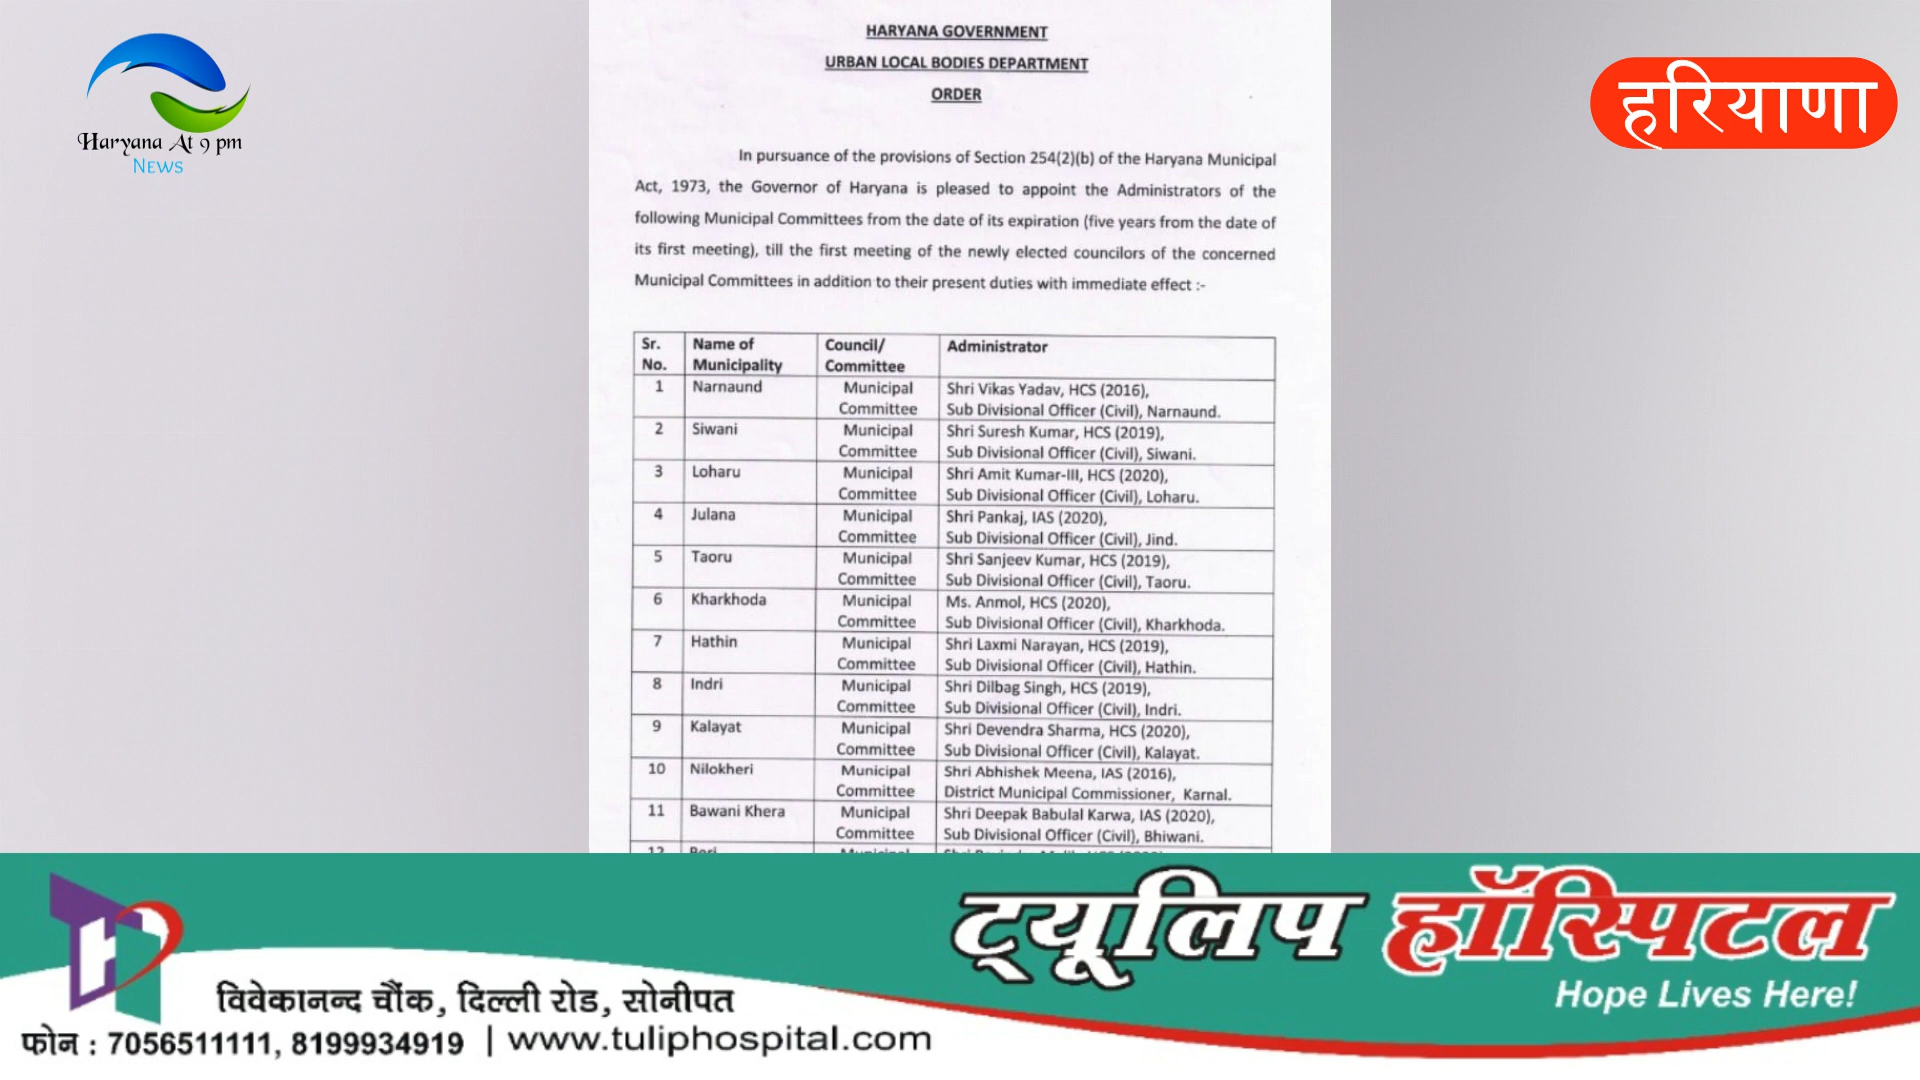 Haryana At 9 pm
NEWS
हरियाणा
HARYANA GOVERNMENT
URBAN LOCAL BODIES DEPARTMENT
ORDER
In pursuance of the provisions of Section 254(2)(b) of the Haryana Municipal
Act, 1973, the Governor of Haryana is pleased to appoint the Administrators of the
following Municipal Committees from the date of its expiration (five years from the date of
its first meeting), till the first meeting of the newly elected councilors of the concerned
Municipal Committees in addition to their present duties with immediate effect :-
Sr. No. Name of Municipality Council/ Committee Administrator
1 Narnaund Municipal Committee Shri Vikas Yadav, HCS (2016),
Sub Divisional Officer (Civil), Narnaund.
2 Siwani Municipal Committee Shri Suresh Kumar, HCS (2019),
Sub Divisional Officer (Civil), Siwani.
3 Loharu Municipal Committee Shri Amit Kumar-III, HCS (2020),
Sub Divisional Officer (Civil), Loharu.
4 Julana Municipal Committee Shri Pankaj, IAS (2020),
Sub Divisional Officer (Civil), Jind.
5 Taoru Municipal Committee Shri Sanjeev Kumar, HCS (2019),
Sub Divisional Officer (Civil), Taoru.
6 Kharkhoda Municipal Committee Ms. Anmol, HCS (2020),
Sub Divisional Officer (Civil), Kharkhoda.
7 Hathin Municipal Committee Shri Laxmi Narayan, HCS (2019),
Sub Divisional Officer (Civil), Hathin.
8 Indri Municipal Committee Shri Dilbag Singh, HCS (2019),
Sub Divisional Officer (Civil), Indri.
9 Kalayat Municipal Committee Shri Devendra Sharma, HCS (2020),
Sub Divisional Officer (Civil), Kalayat.
10 Nilokheri Municipal Committee Shri Abhishek Meena, IAS (2016),
District Municipal Commissioner, Karnal.
11 Bawani Khera Municipal Committee Shri Deepak Babulal Karwa, IAS (2020),
Sub Divisional Officer (Civil), Bhiwani.
ट्यूलिप हॉस्पिटल
Hope Lives Here!
विवेकानन्द चौंक, दिल्ली रोड, सोनीपत
फोन : 7056511111, 8199934919 | www.tuliphospital.com